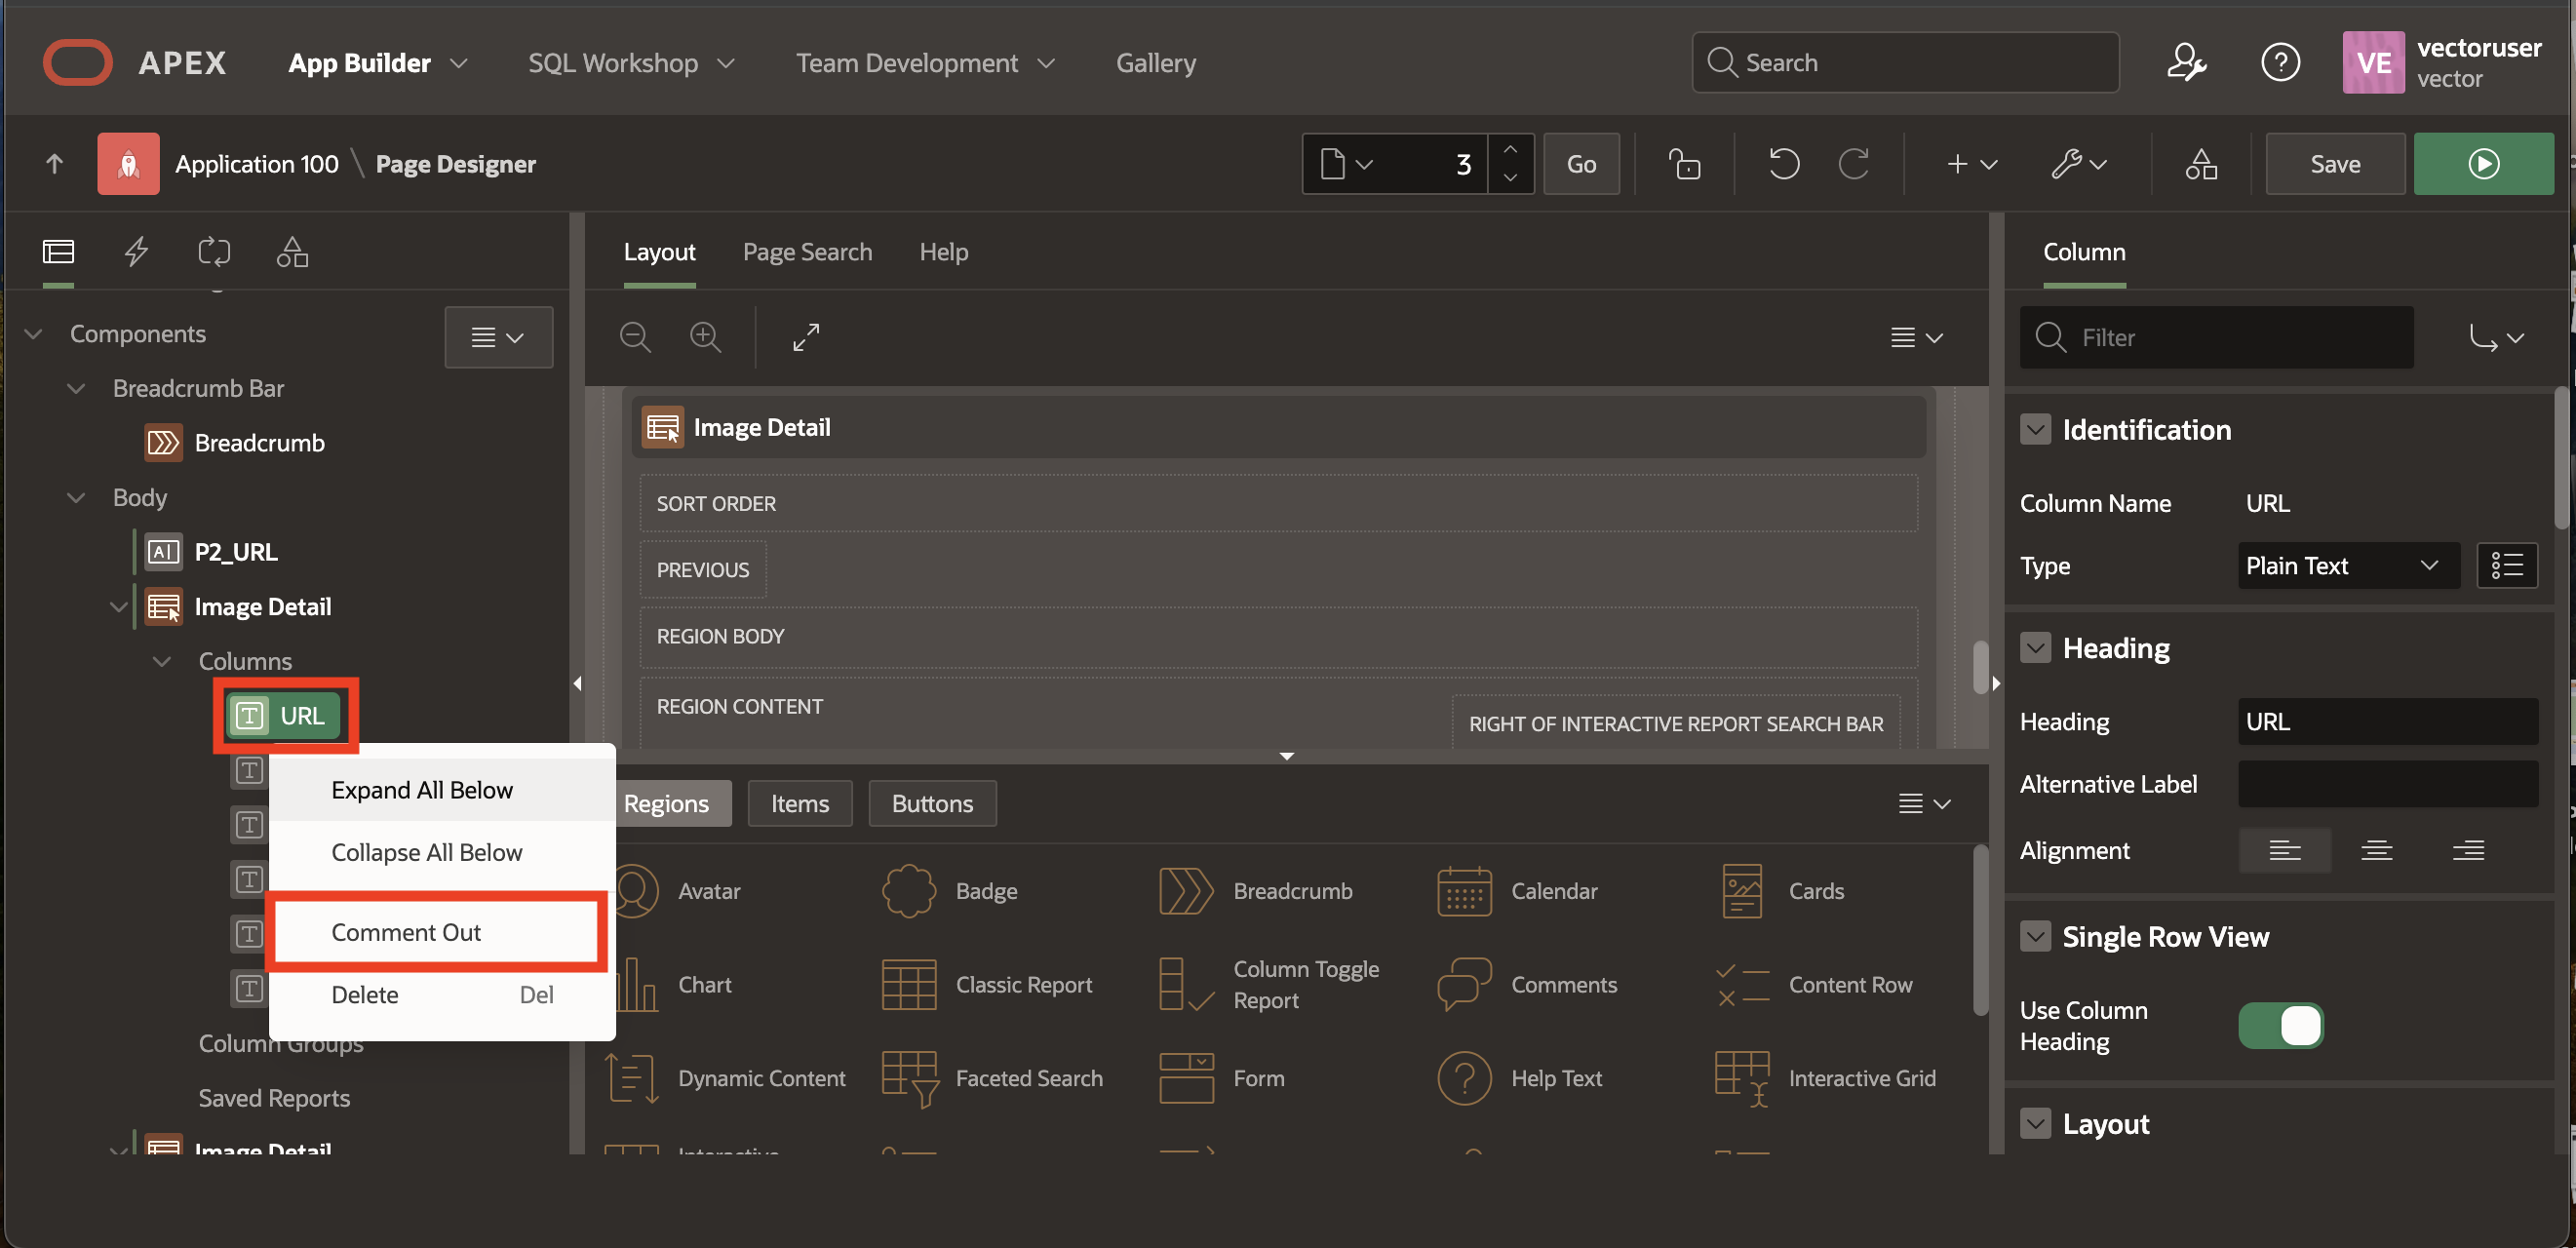 APEX App Builder SQL Workshop Team Development Gallery Search VE vectoruser
vector
Application 100 \ Page Designer 3 Go Save
Layout Page Search Help Column
Components
Filter
Breadcrumb Bar
Breadcrumb
Body
P2_URL
Image Detail
Columns
URL
Expand All Below
Collapse All Below
Comment Out
Delete Del
Column Groups
Saved Reports
Image Detail
Image Detail
SORT ORDER
PREVIOUS
REGION BODY
REGION CONTENT
RIGHT OF INTERACTIVE REPORT SEARCH BAR
Regions Items Buttons
Avatar Badge Breadcrumb Calendar Cards
Chart Classic Report Column Toggle
Report Comments Content Row
Dynamic Content Faceted Search Form Help Text Interactive Grid
Interactive
Identification
Column Name URL
Type Plain Text
Heading
Heading URL
Alternative Label
Alignment
Single Row View
Use Column
Heading
Layout